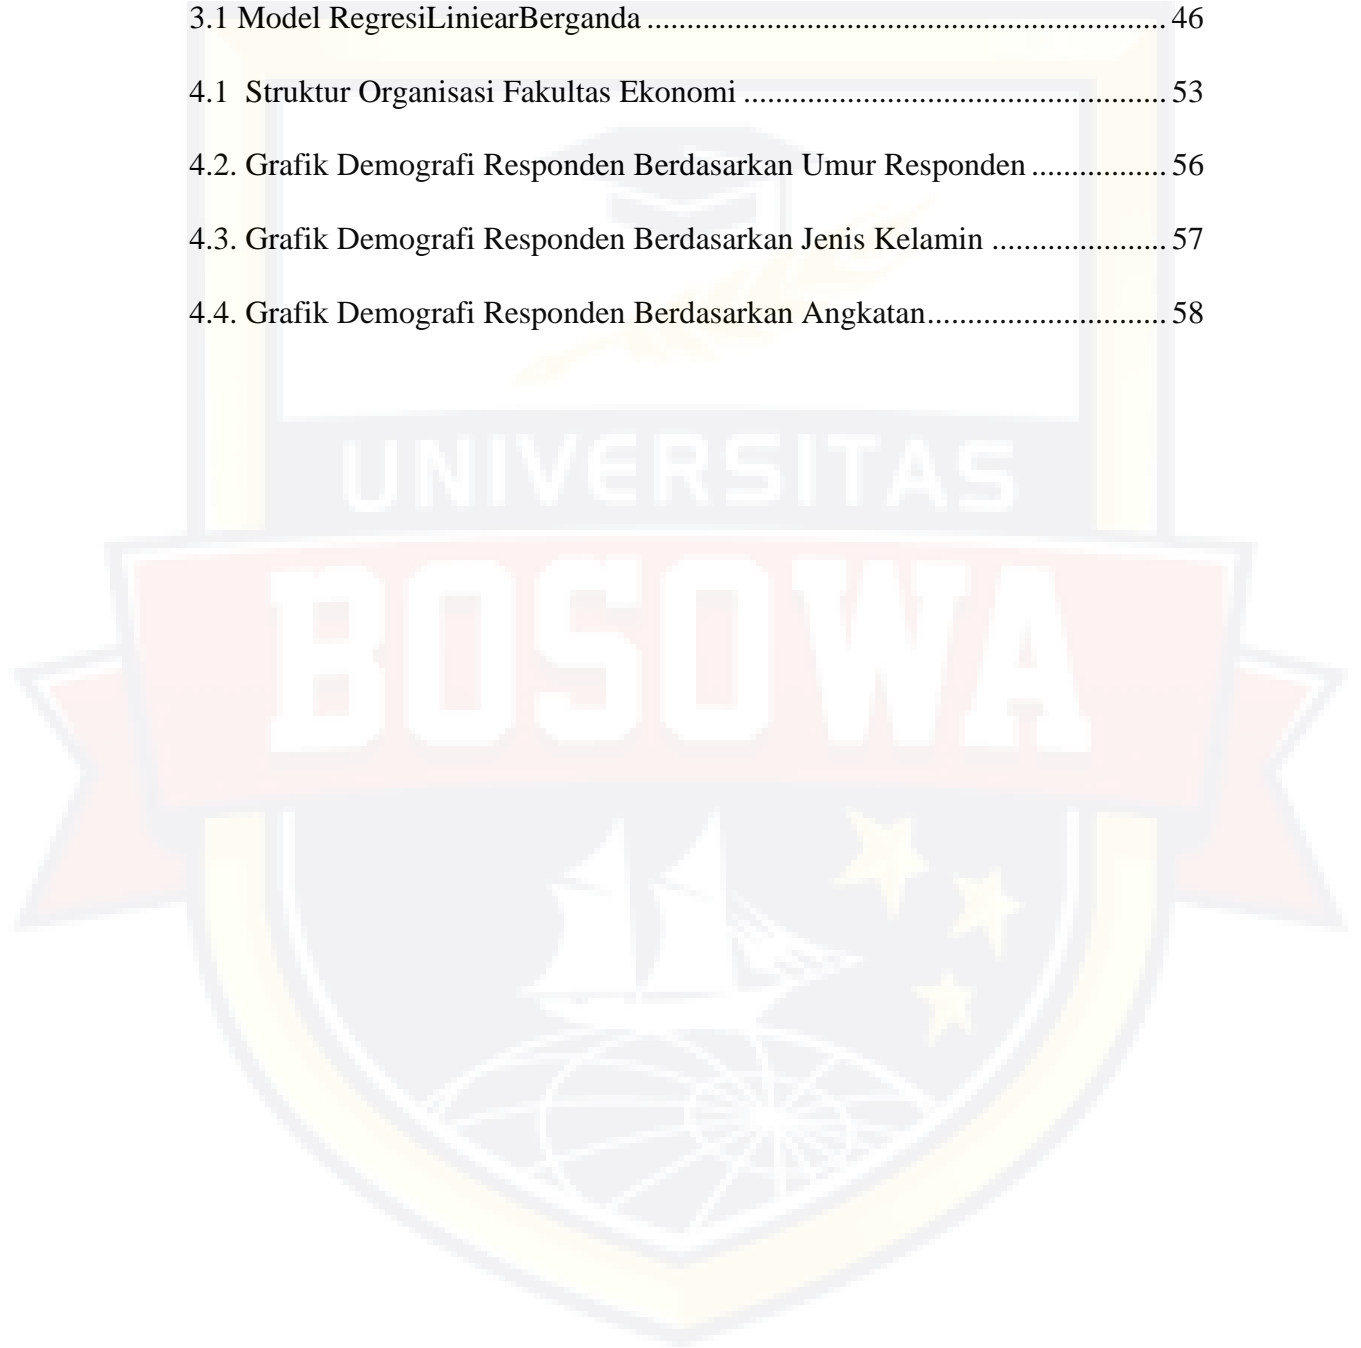 3.1 Model RegresiLiniearBerganda ................................................................ 46
4.1 Struktur Organisasi Fakultas Ekonomi .................................................... 53
4.2. Grafik Demografi Responden Berdasarkan Umur Responden ................. 56
4.3. Grafik Demografi Responden Berdasarkan Jenis Kelamin ...................... 57
4.4. Grafik Demografi Responden Berdasarkan Angkatan.............................. 58
UNIVERSITAS
BOSOWA